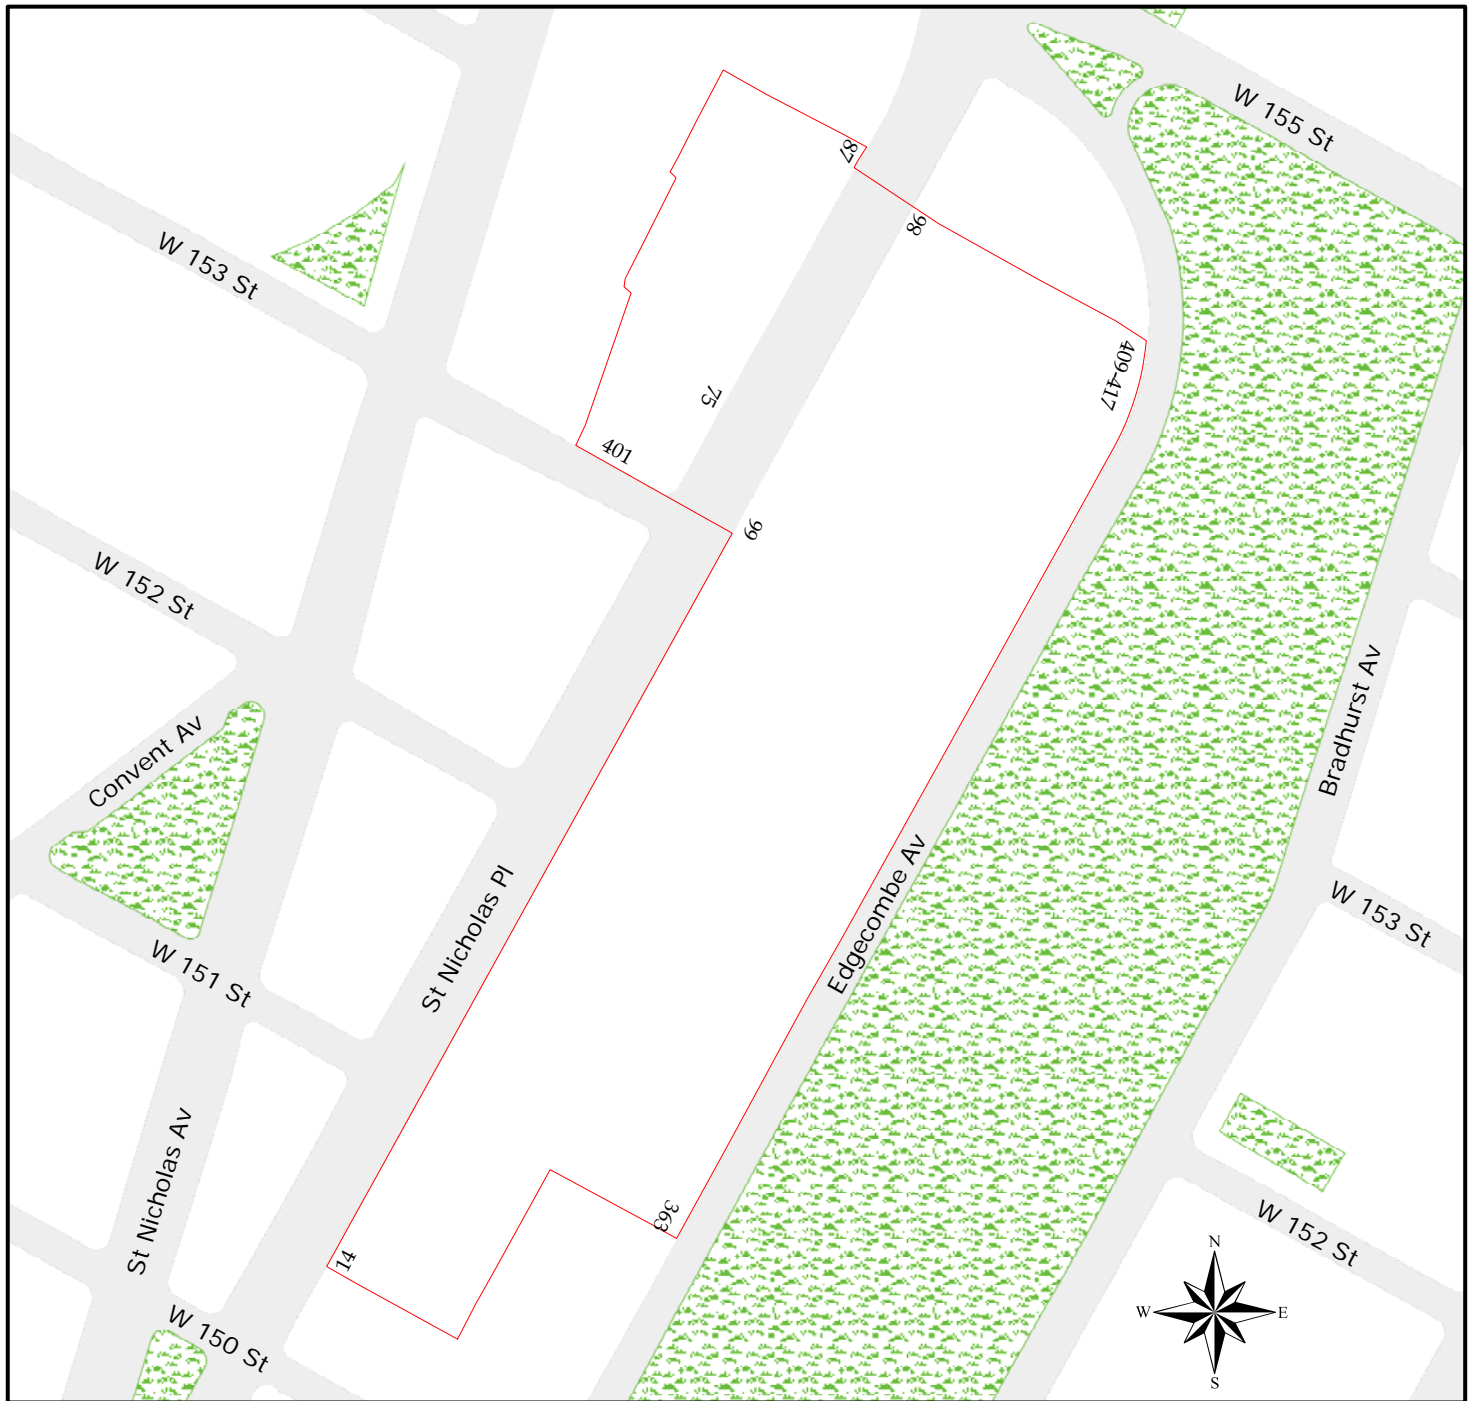 W 155 St
87
98
W 153 St
409-417
75
401
99
W 152 St
Bradhurst Av
Convent Av
Edgecombe Av
St Nicholas Pl
W 153 St
W 151 St
St Nicholas Av
363
14
W 152 St
N
W
E
S
W 150 St